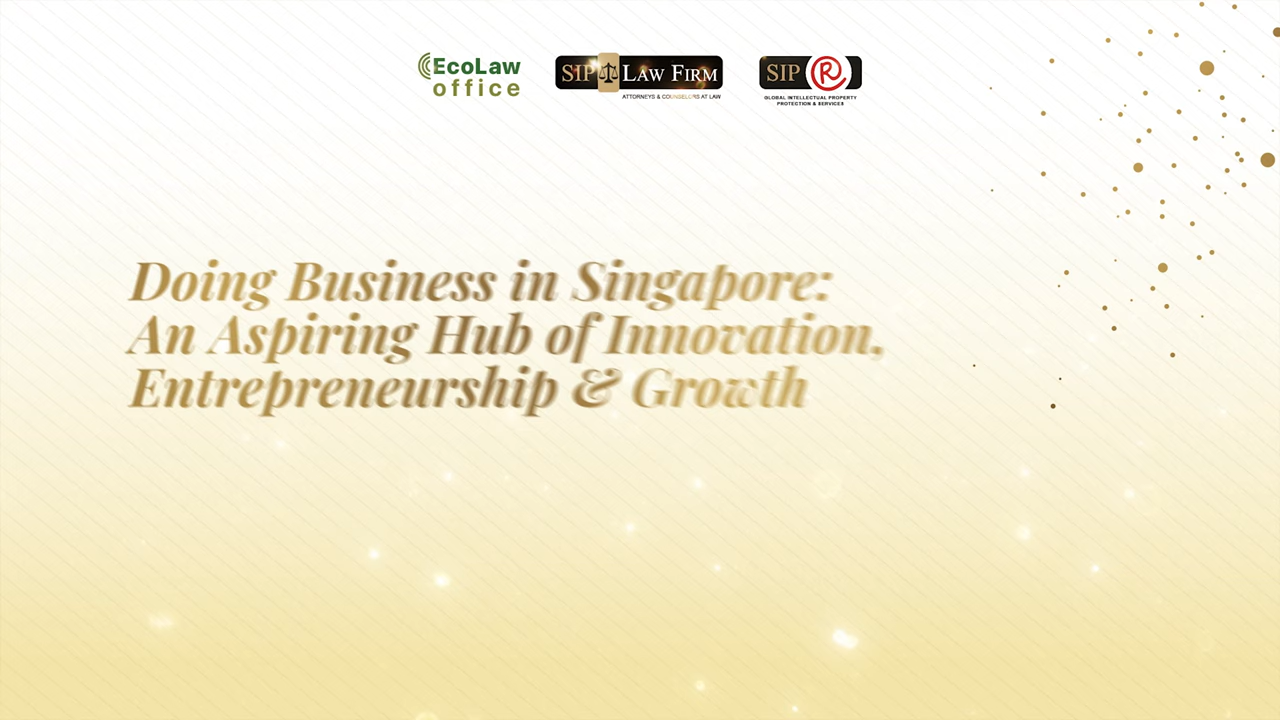 EcoLaw
office
SIP LAW FIRM
ATTORNEYS & COUNSELORS AT LAW
SIP R
GLOBAL INTELLECTUAL PROPERTY
PROTECTION & SERVICES
Doing Business in Singapore:
An Aspiring Hub of Innovation,
Entrepreneurship & Growth